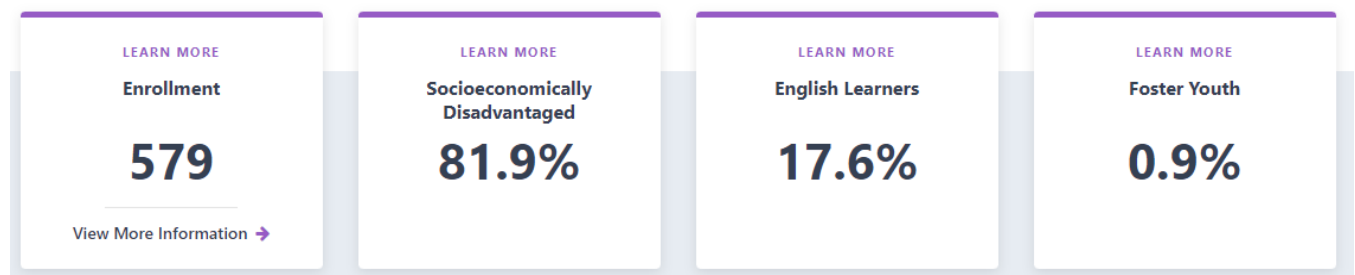 LEARN MORE
Enrollment
579
View More Information
LEARN MORE
Socioeconomically
Disadvantaged
81.9%
LEARN MORE
English Learners
17.6%
LEARN MORE
Foster Youth
0.9%